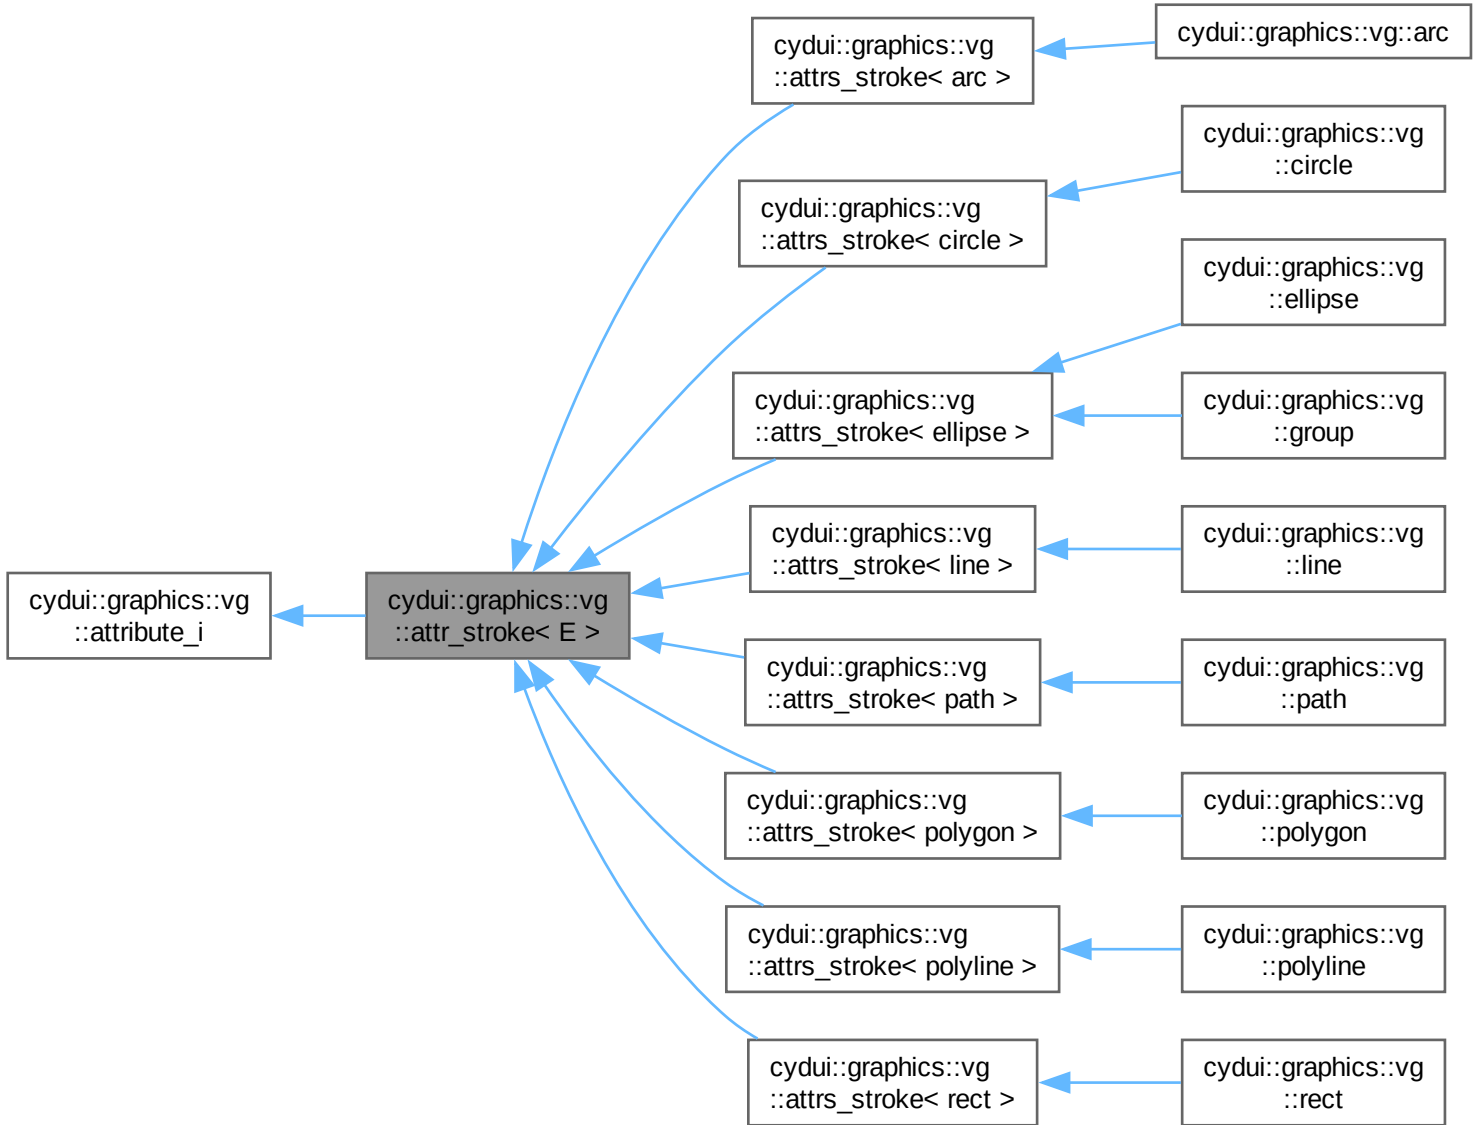 cydui::graphics::vg
::attribute_i
cydui::graphics::vg
::attr_stroke< E >
cydui::graphics::vg
::attrs_stroke< arc >
cydui::graphics::vg
::attrs_stroke< circle >
cydui::graphics::vg
::attrs_stroke< ellipse >
cydui::graphics::vg
::attrs_stroke< line >
cydui::graphics::vg
::attrs_stroke< path >
cydui::graphics::vg
::attrs_stroke< polygon >
cydui::graphics::vg
::attrs_stroke< polyline >
cydui::graphics::vg
::attrs_stroke< rect >
cydui::graphics::vg::arc
cydui::graphics::vg
::circle
cydui::graphics::vg
::ellipse
cydui::graphics::vg
::group
cydui::graphics::vg
::line
cydui::graphics::vg
::path
cydui::graphics::vg
::polygon
cydui::graphics::vg
::polyline
cydui::graphics::vg
::rect